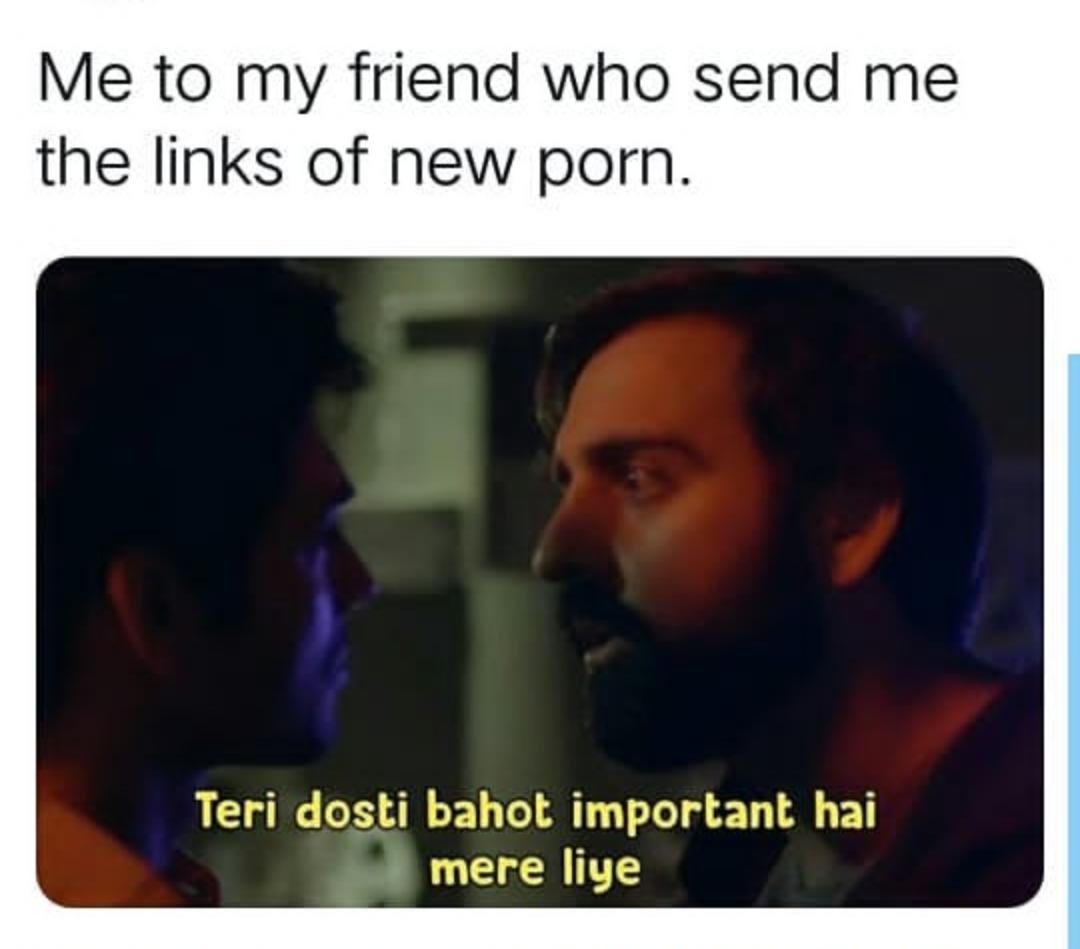 Me to my friend who send me
the links of new porn.
Teri dosti bahot important hai
mere liye